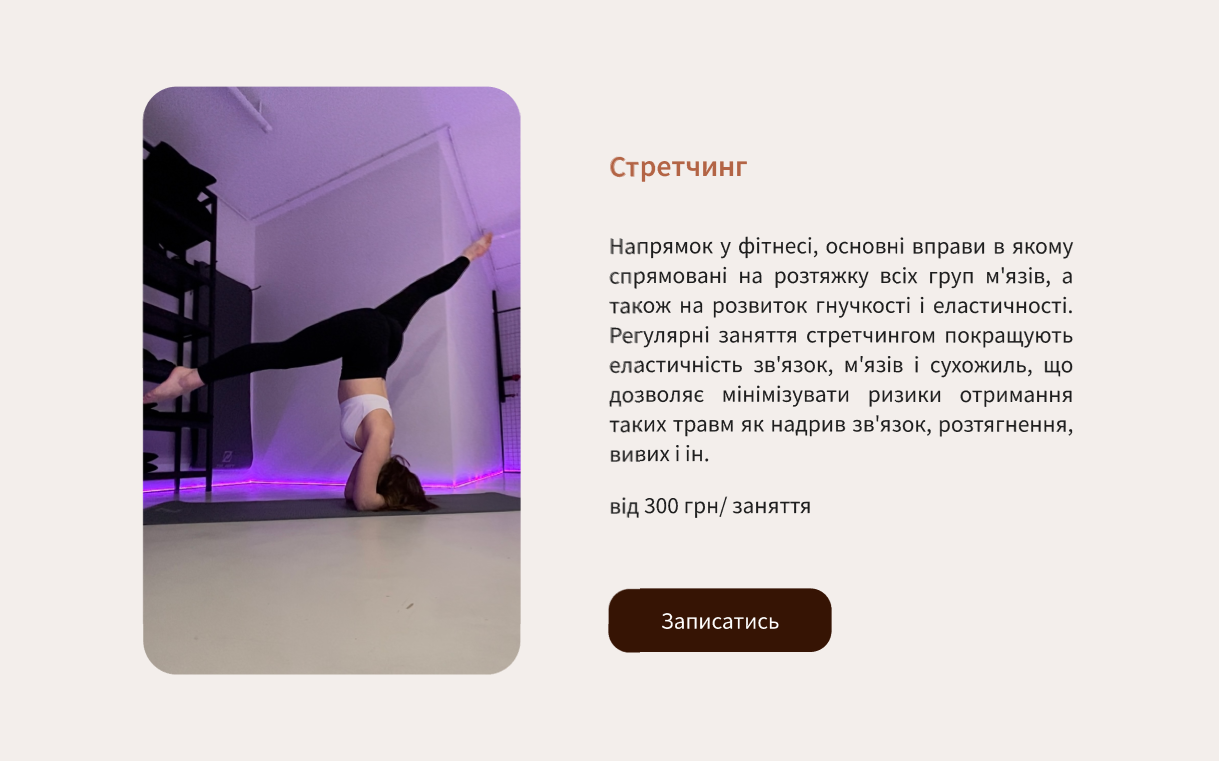 Стретчинг
Напрямок у фітнесі, основні вправи в якому
спрямовані на розтяжку всіх груп м'язів, а
також на розвиток гнучкості і еластичності.
Регулярні заняття стретчингом покращують
еластичність зв'язок, м'язів і сухожиль, що
дозволяє мінімізувати ризики отримання
таких травм як надрив зв'язок, розтягнення,
вивих і ін.
від 300 грн/ заняття
Записатись